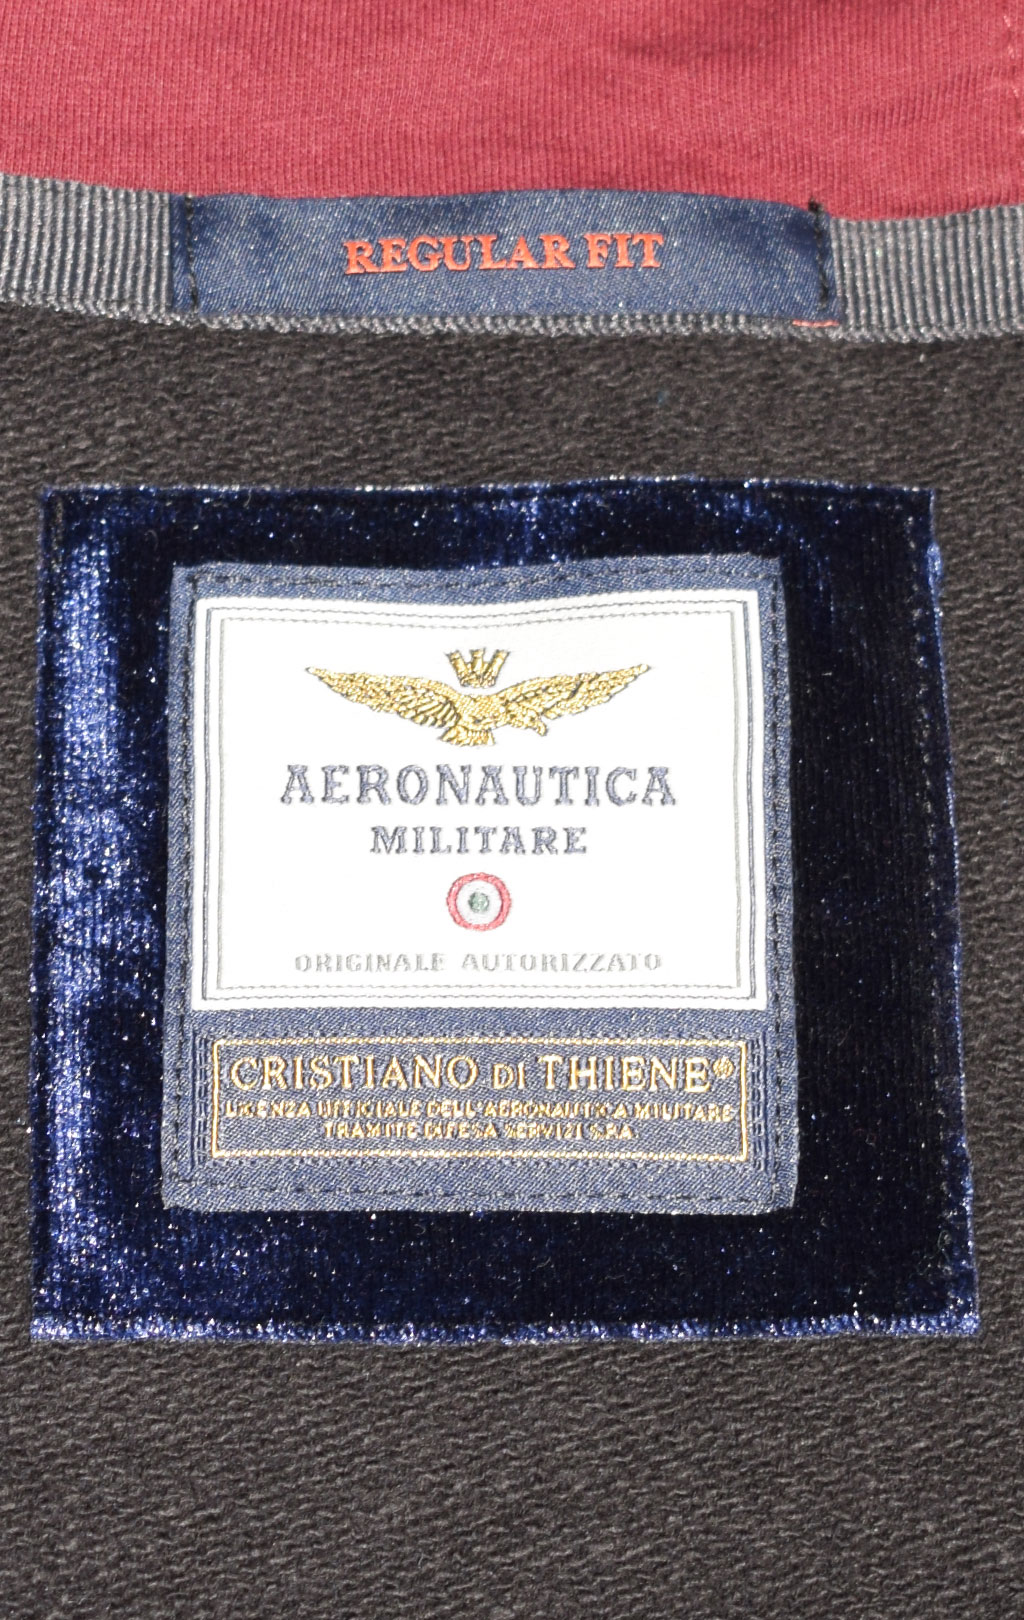 REGULAR FIT
AERONAUTICA
MILITARE
ORIGINALE AUTORIZZATO
CRISTIANO DI THIENE®
LICENZA UFFICIALE DELL'AERONAUTICA MILITARE
TRAMITE DIFESA SERVIZI S.P.A.